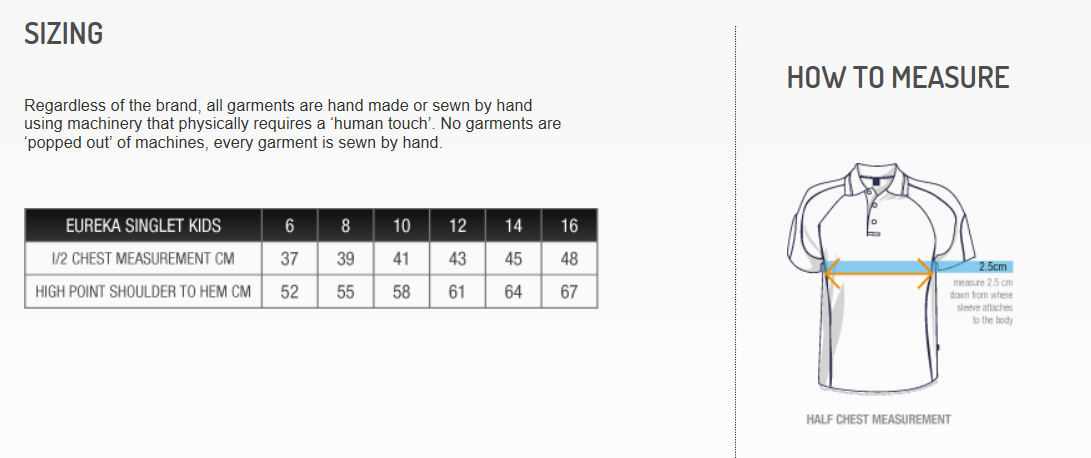 SIZING
Regardless of the brand, all garments are hand made or sewn by hand
using machinery that physically requires a ‘human touch’. No garments are
‘popped out’ of machines, every garment is sewn by hand.
EUREKA SINGLET KIDS 6 8 10 12 14 16
1/2 CHEST MEASUREMENT CM 37 39 41 43 45 48
HIGH POINT SHOULDER TO HEM CM 52 55 58 61 64 67
HOW TO MEASURE
2.5cm
measure 2.5 cm
down from where
sleeve attaches
to the body
HALF CHEST MEASUREMENT